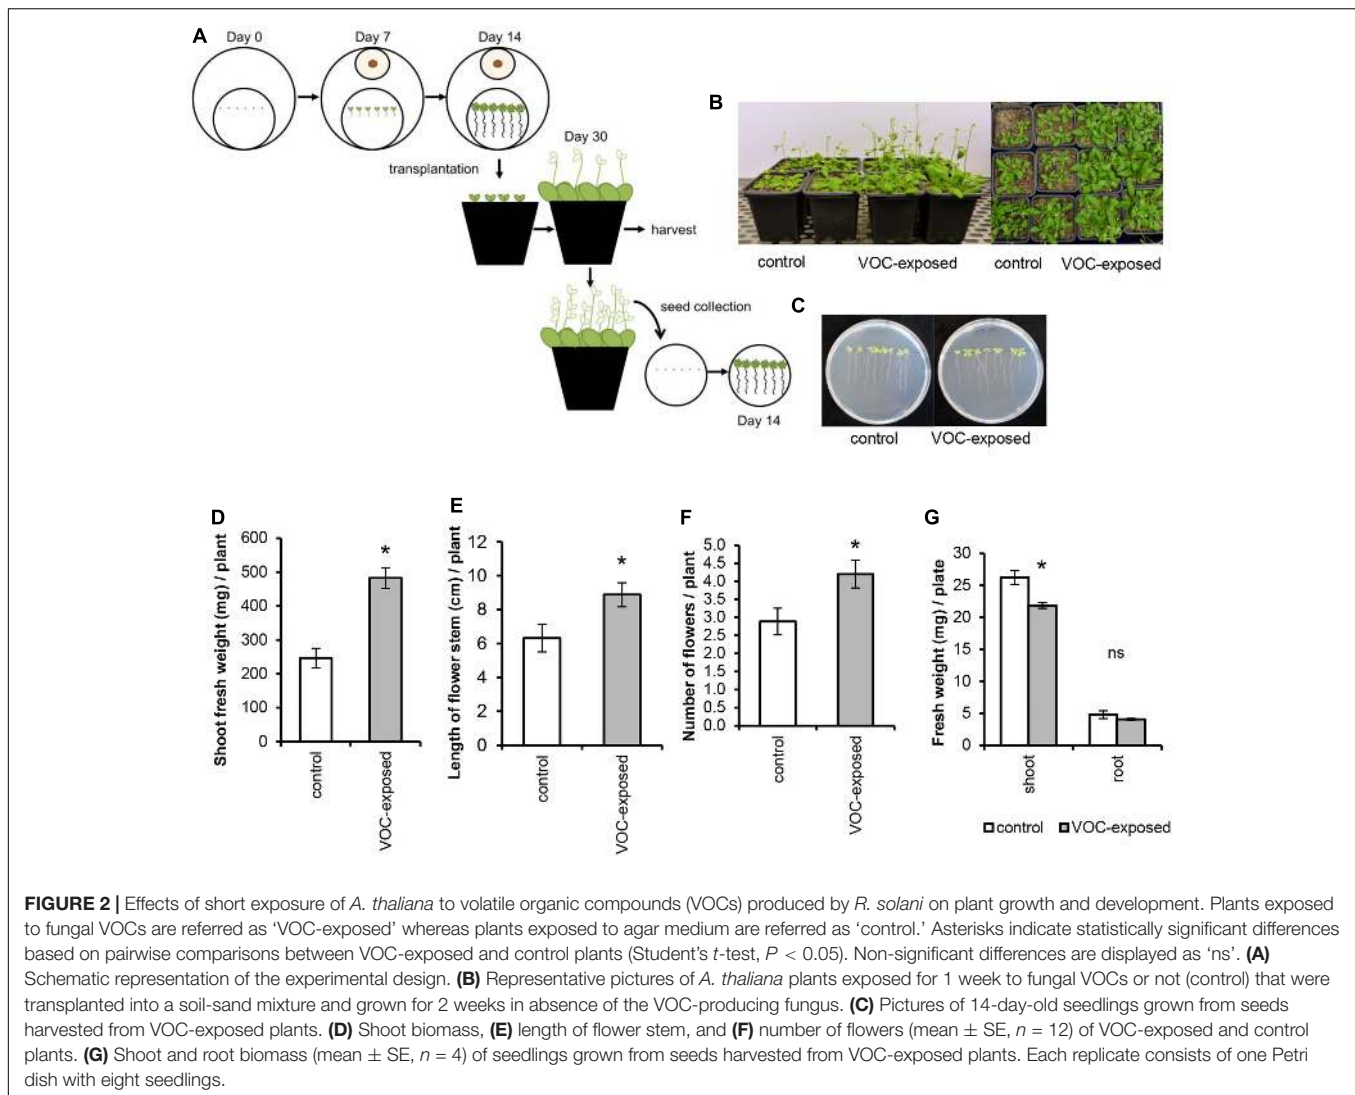 A
Day 0
Day 7
Day 14
transplantation
Day 30
harvest
seed collection
Day 14
B
control
VOC-exposed
control
VOC-exposed
C
control
VOC-exposed
D
Shoot fresh weight (mg) / plant
600
500
400
300
200
100
0
control
VOC-exposed
*
E
Length of flower stem (cm) / plant
12
10
8
6
4
2
0
control
VOC-exposed
*
F
Number of flowers / plant
5.0
4.5
4.0
3.5
3.0
2.5
2.0
1.5
1.0
0.5
0.0
control
VOC-exposed
*
G
Fresh weight (mg) / plate
30
25
20
15
10
5
0
*
ns
shoot
root
control
VOC-exposed
FIGURE 2 | Effects of short exposure of A. thaliana to volatile organic compounds (VOCs) produced by R. solani on plant growth and development. Plants exposed
to fungal VOCs are referred as ‘VOC-exposed’ whereas plants exposed to agar medium are referred as ‘control.’ Asterisks indicate statistically significant differences
based on pairwise comparisons between VOC-exposed and control plants (Student’s t-test, P < 0.05). Non-significant differences are displayed as ‘ns’. (A)
Schematic representation of the experimental design. (B) Representative pictures of A. thaliana plants exposed for 1 week to fungal VOCs or not (control) that were
transplanted into a soil-sand mixture and grown for 2 weeks in absence of the VOC-producing fungus. (C) Pictures of 14-day-old seedlings grown from seeds
harvested from VOC-exposed plants. (D) Shoot biomass, (E) length of flower stem, and (F) number of flowers (mean ± SE, n = 12) of VOC-exposed and control
plants. (G) Shoot and root biomass (mean ± SE, n = 4) of seedlings grown from seeds harvested from VOC-exposed plants. Each replicate consists of one Petri
dish with eight seedlings.